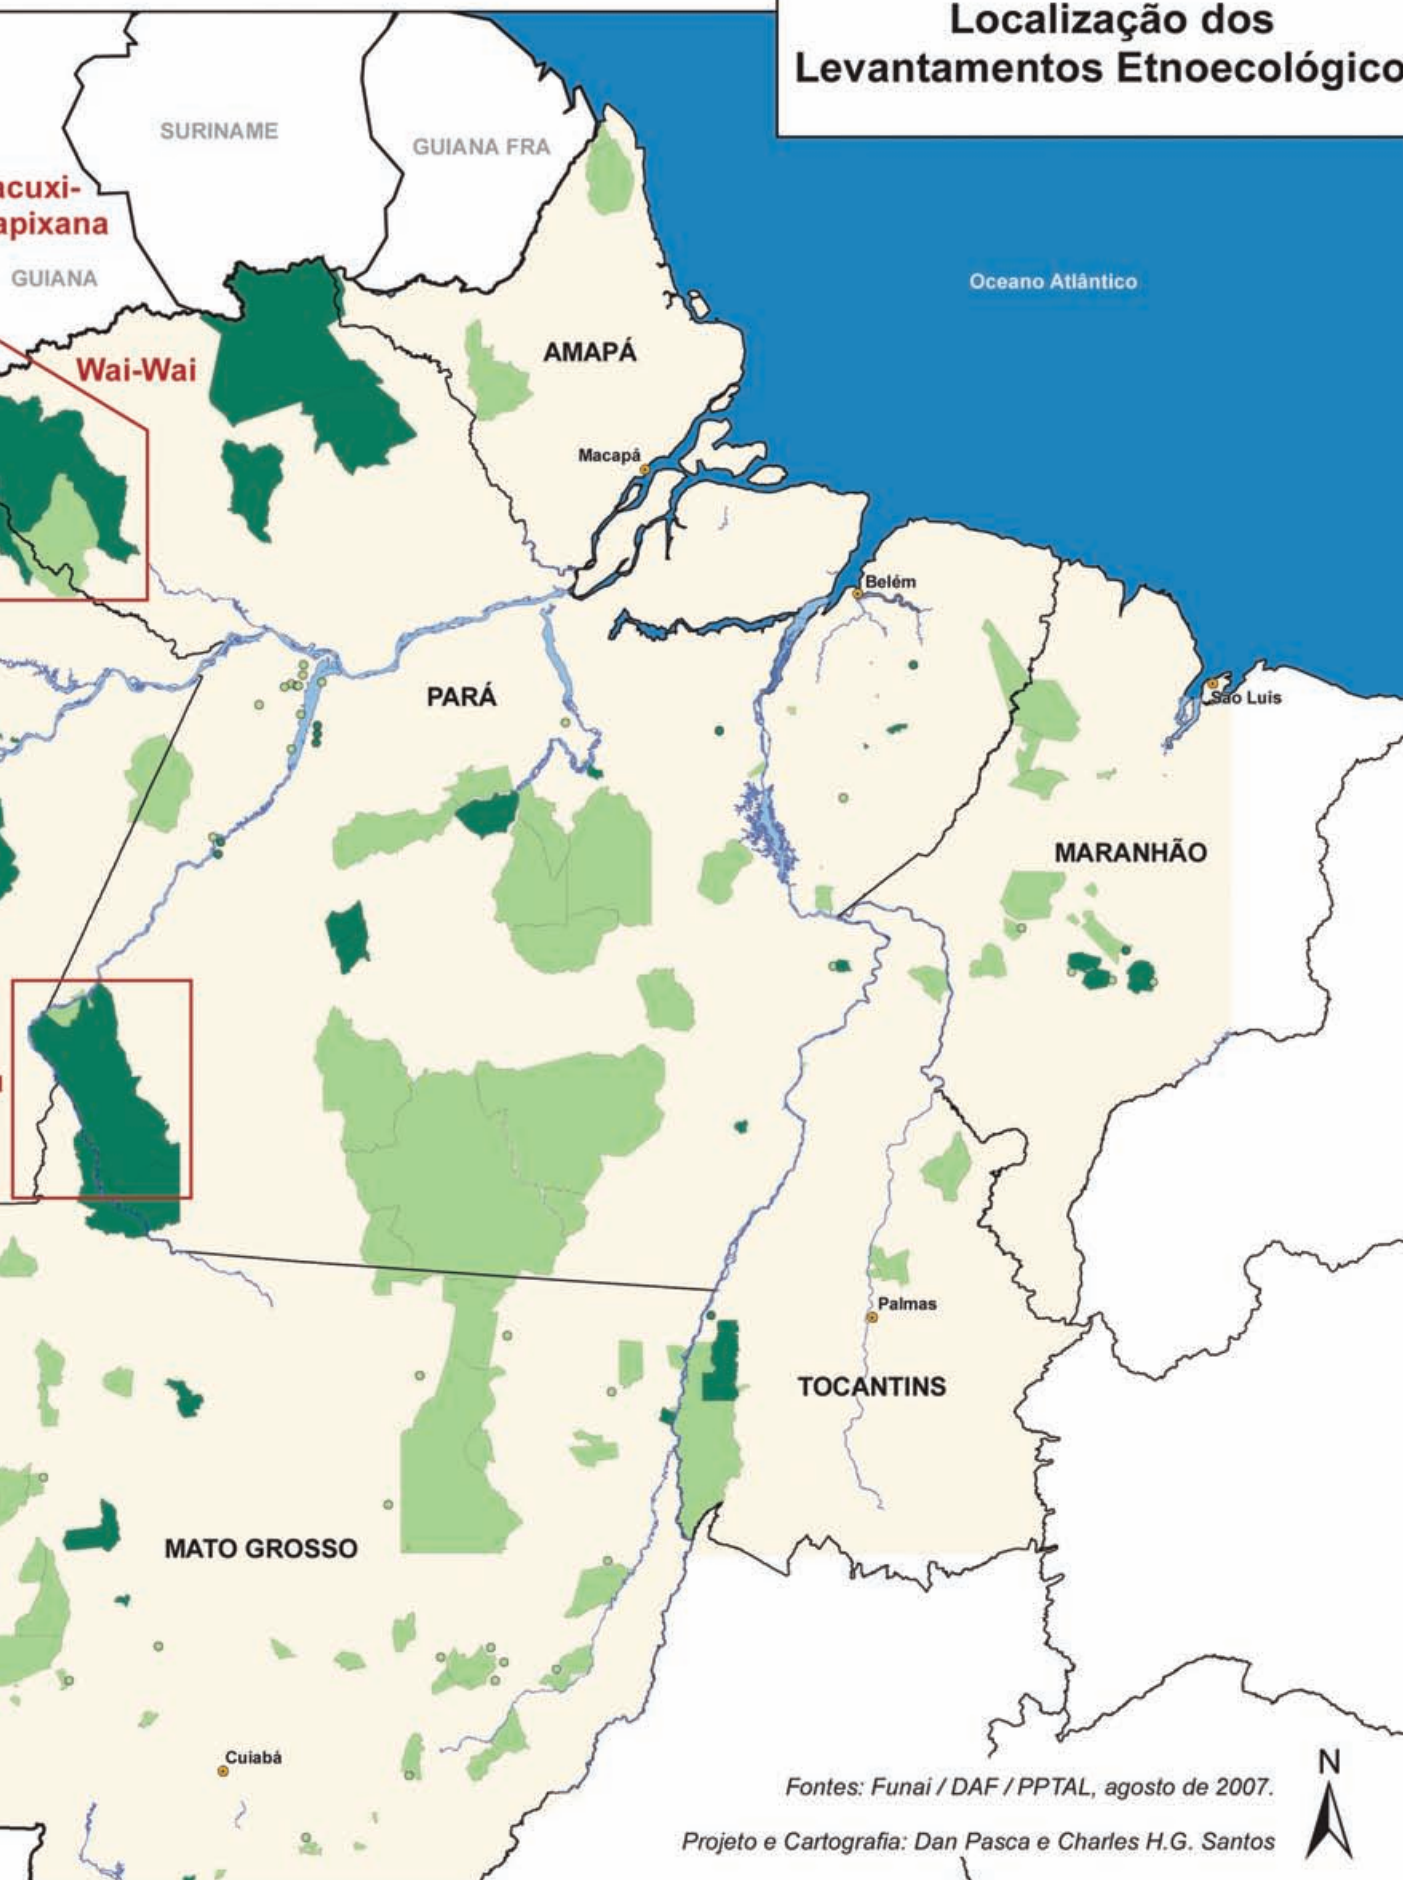 Localização dos
Levantamentos Etnoecológico
SURINAME
GUIANA FRA
acuxi-
apixana
GUIANA
Oceano Atlântico
Wai-Wai
AMAPÁ
Macapá
Belém
PARÁ
São Luis
MARANHÃO
Palmas
TOCANTINS
MATO GROSSO
Cuiabá
N
Fontes: Funai / DAF / PPTAL, agosto de 2007.
Projeto e Cartografia: Dan Pasca e Charles H.G. Santos